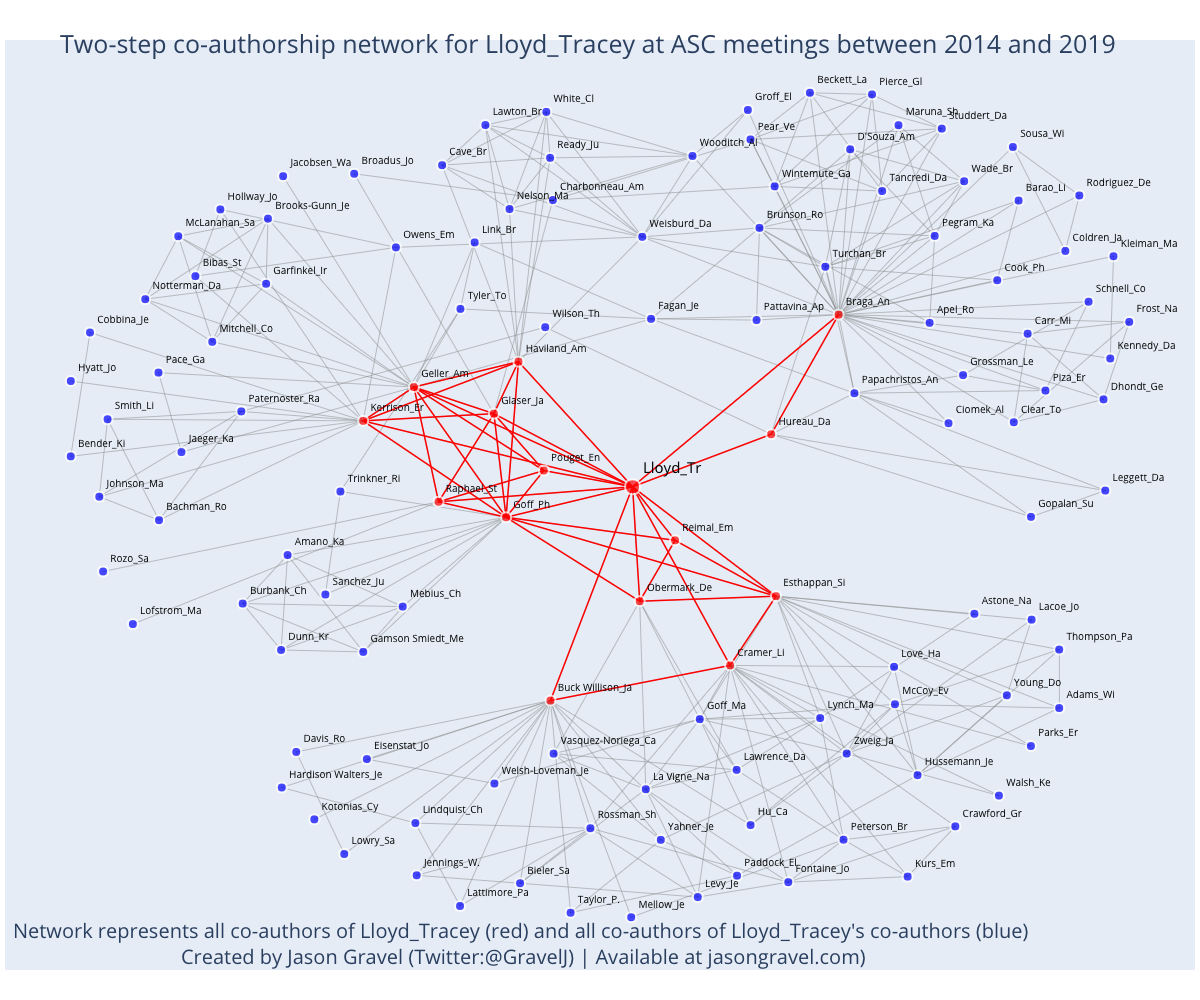 Two-step co-authorship network for Lloyd_Tracey at ASC meetings between 2014 and 2019
Beckett_La
Pierce_Gl
White_Cl
Groff_El
Lawton_Br
Maruna_Sh
Studdert_Da
Pear_Ve
Sousa_Wi
D'Souza_Am
Wooditch_Al
Ready_Ju
Cave_Br
Jacobsen_Wa
Broadus_Jo
Wintemute_Ga
Tancredi_Da
Wade_Br
Charbonneau_Am
Barao_Li
Rodriguez_De
Nelson_Ma
Hollway_Jo
Brooks-Gunn_Je
Brunson_Ro
Weisburd_Da
Pegram_Ka
McLanahan_Sa
Owens_Em
Link_Br
Coldren_Ja
Kleiman_Ma
Turchan_Br
Bibas_St
Garfinkel_Ir
Cook_Ph
Notterman_Da
Schnell_Co
Tyler_To
Fagan_Je
Pattavina_Ap
Braga_An
Apel_Ro
Frost_Na
Cobbina_Je
Mitchell_Co
Wilson_Th
Carr_Mi
Haviland_Am
Kennedy_Da
Pace_Ga
Hyatt_Jo
Geller_Am
Grossman_Le
Piza_Er
Papachristos_An
Dhondt_Ge
Paternoster_Ra
Smith_Li
Kerrison_Er
Glaser_Ja
Ciomek_Al
Clear_To
Hureau_Da
Jaeger_Ka
Bender_Ki
Pouget_En
Lloyd_Tr
Trinkner_Ri
Leggett_Da
Johnson_Ma
Raphael_St
Bachman_Ro
Goff_Ph
Gopalan_Su
Reimal_Em
Amano_Ka
Rozo_Sa
Sanchez_Ju
Burbank_Ch
Mebius_Ch
Obermark_De
Esthappan_Si
Lofstrom_Ma
Astone_Na
Lacoe_Jo
Dunn_Kr
Gamson Smiedt_Me
Thompson_Pa
Cramer_Li
Love_Ha
Buck Willison_Ja
McCoy_Ev
Young_Do
Adams_Wi
Goff_Ma
Lynch_Ma
Davis_Ro
Eisenstat_Jo
Vasquez-Noriega_Ca
Zweig_Ja
Parks_Er
Lawrence_Da
Hardison Walters_Je
Welsh-Loveman_Je
La Vigne_Na
Hussemann_Je
Walsh_Ke
Kotonias_Cy
Lindquist_Ch
Rossman_Sh
Hu_Ca
Crawford_Gr
Yahner_Je
Peterson_Br
Lowry_Sa
Jennings_W.
Bieler_Sa
Paddock_El
Fontaine_Jo
Kurs_Em
Lattimore_Pa
Taylor_P.
Mellow_Je
Levy_Je
Network represents all co-authors of Lloyd_Tracey (red) and all co-authors of Lloyd_Tracey's co-authors (blue)
Created by Jason Gravel (Twitter:@GravelJ) | Available at jasongravel.com)